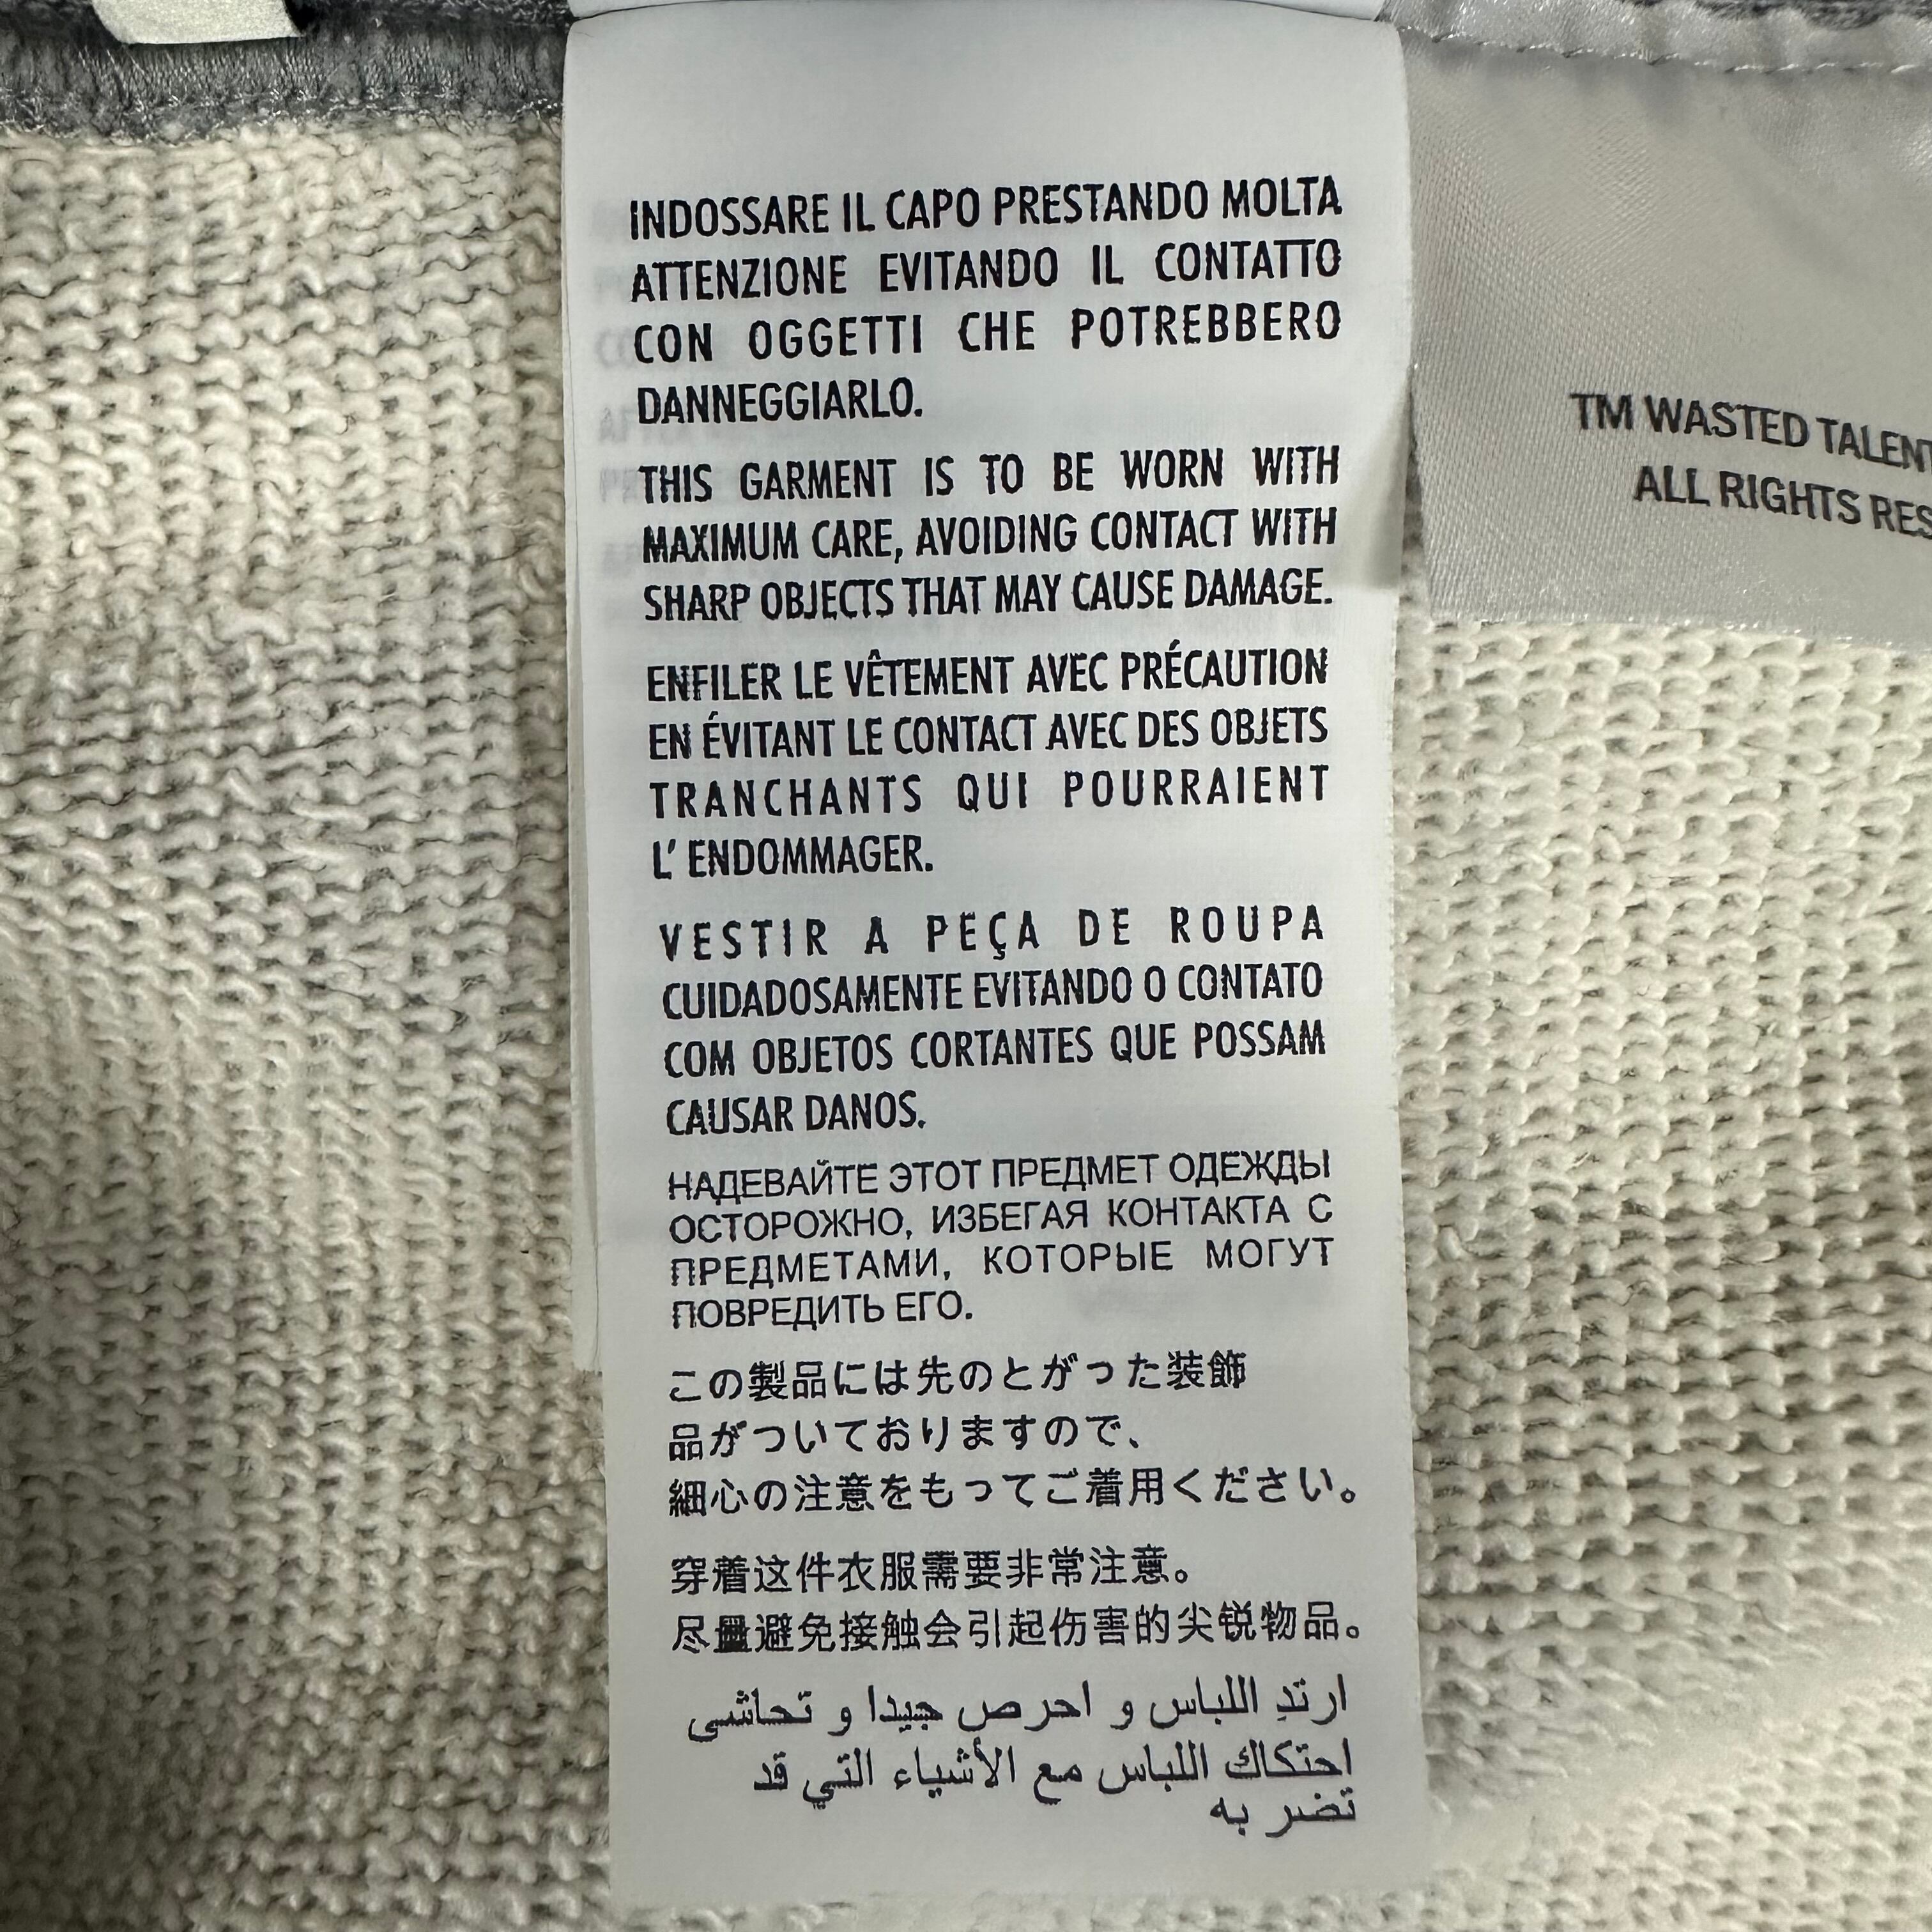 INDOSSARE IL CAPO PRESTANDO MOLTA
ATTENZIONE EVITANDO IL CONTATTO
CON OGGETTI CHE POTREBBERO
DANNEGGIARLO.
THIS GARMENT IS TO BE WORN WITH
MAXIMUM CARE, AVOIDING CONTACT WITH
SHARP OBJECTS THAT MAY CAUSE DAMAGE.
ENFILER LE VÊTEMENT AVEC PRÉCAUTION
EN ÉVITANT LE CONTACT AVEC DES OBJETS
TRANCHANTS QUI POURRAIENT
L' ENDOMMAGER.
VESTIR A PEÇA DE ROUPA
CUIDADOSAMENTE EVITANDO O CONTATO
COM OBJETOS CORTANTES QUE POSSAM
CAUSAR DANOS.
НАДЕВАЙТЕ ЭТОТ ПРЕДМЕТ ОДЕЖДЫ
ОСТОРОЖНО, ИЗБЕГАЯ КОНТАКТА С
ПРЕДМЕТАМИ, КОТОРЫЕ МОГУТ
ПОВРЕДИТЬ ЕГО.
この製品には先のとがった装飾
品がついておりますので、
細心の注意をもってご着用ください。
穿着这件衣服需要非常注意。
尽量避免接触会引起伤害的尖锐物品。
ارتدِ اللباس و احرص جيدا و تحاشى
احتكاك اللباس مع الأشياء التي قد
تضر به
TM WASTED TALENT
ALL RIGHTS RES